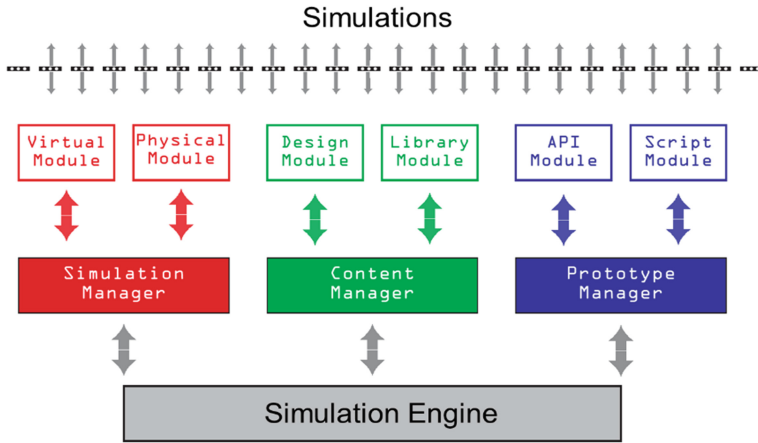 Simulations
Virtual
Module
Physical
Module
Design
Module
Library
Module
API
Module
Script
Module
Simulation
Manager
Content
Manager
Prototype
Manager
Simulation Engine